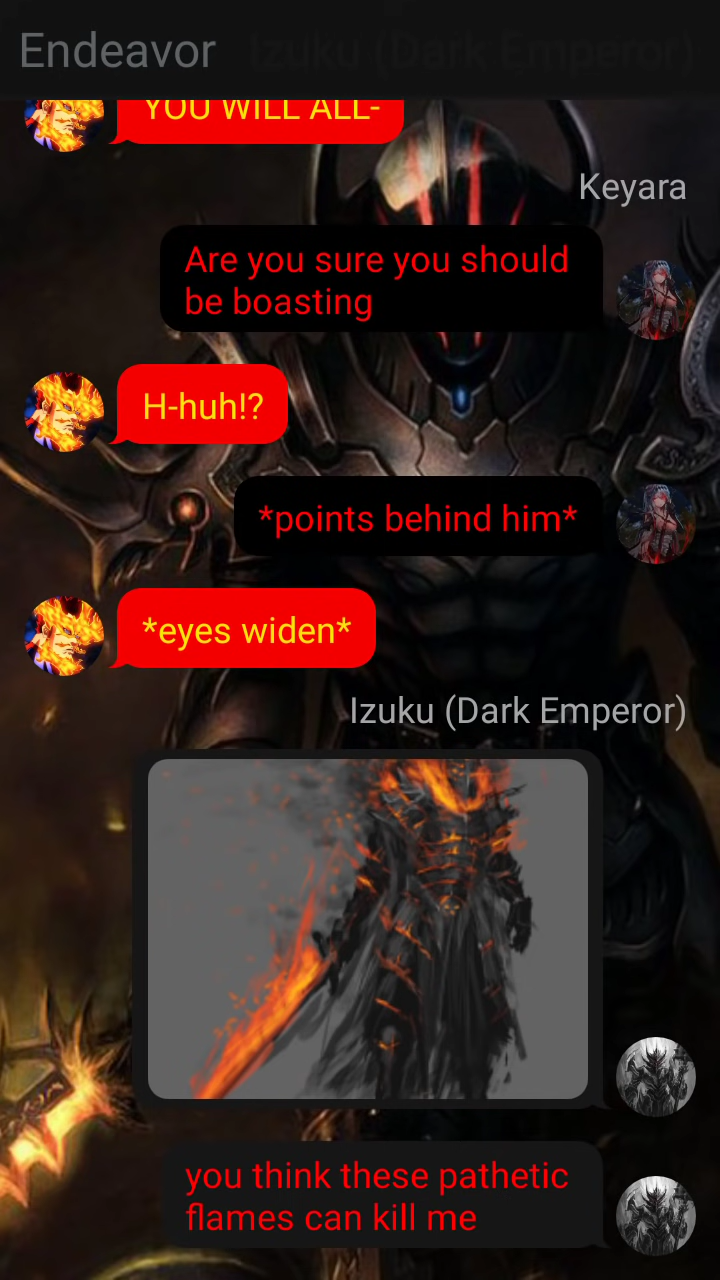 Endeavor Izuku (Dark Emperor)
YOU WILL ALL-
Keyara
Are you sure you should
be boasting
H-huh!?
*points behind him*
*eyes widen*
Izuku (Dark Emperor)
you think these pathetic
flames can kill me